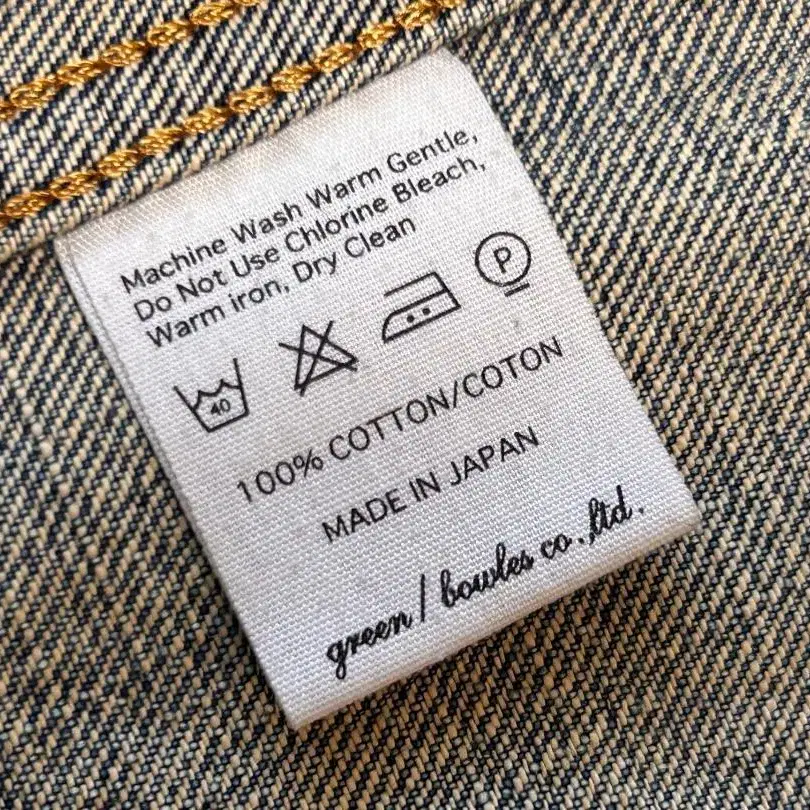 Machine Wash Warm Gentle,
Do Not Use Chlorine Bleach,
Warm iron, Dry Clean
40
P
100% COTTON/COTON
MADE IN JAPAN
green / bowles co.,ltd.